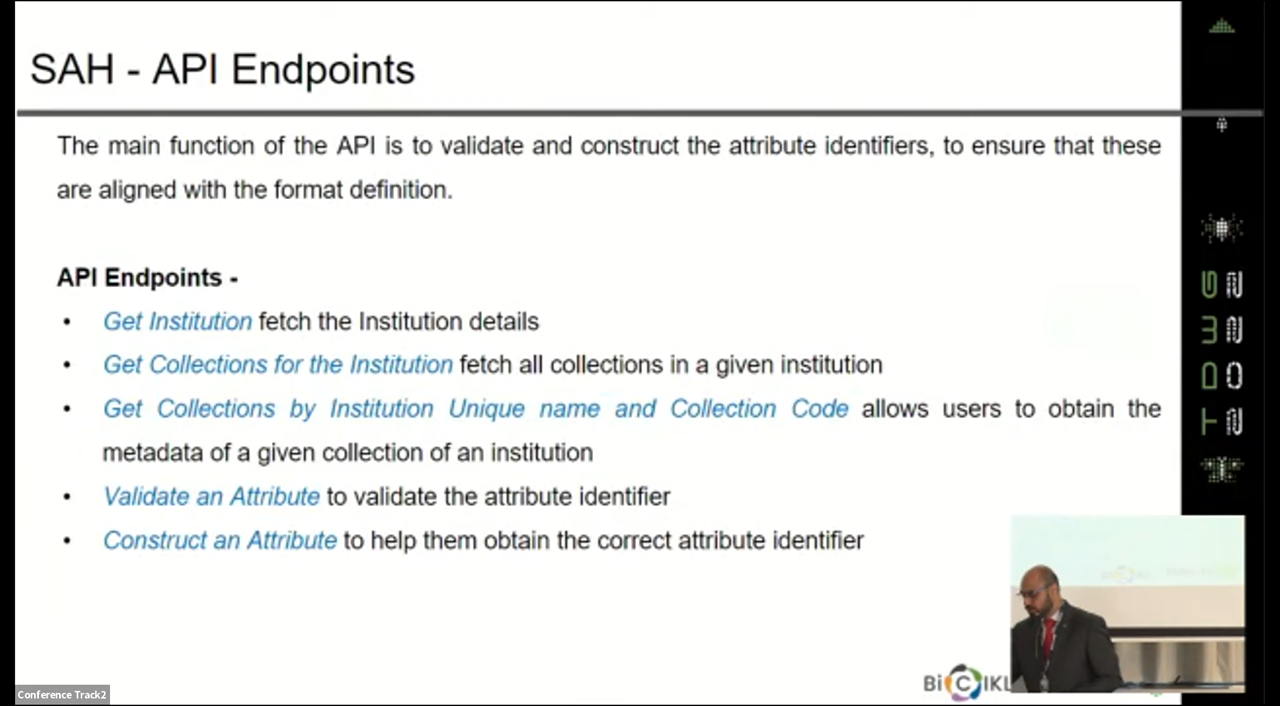 SAH - API Endpoints
The main function of the API is to validate and construct the attribute identifiers, to ensure that these
are aligned with the format definition.
API Endpoints -
• Get Institution fetch the Institution details
• Get Collections for the Institution fetch all collections in a given institution
• Get Collections by Institution Unique name and Collection Code allows users to obtain the
metadata of a given collection of an institution
• Validate an Attribute to validate the attribute identifier
• Construct an Attribute to help them obtain the correct attribute identifier
BiCIKL
Conference Track2